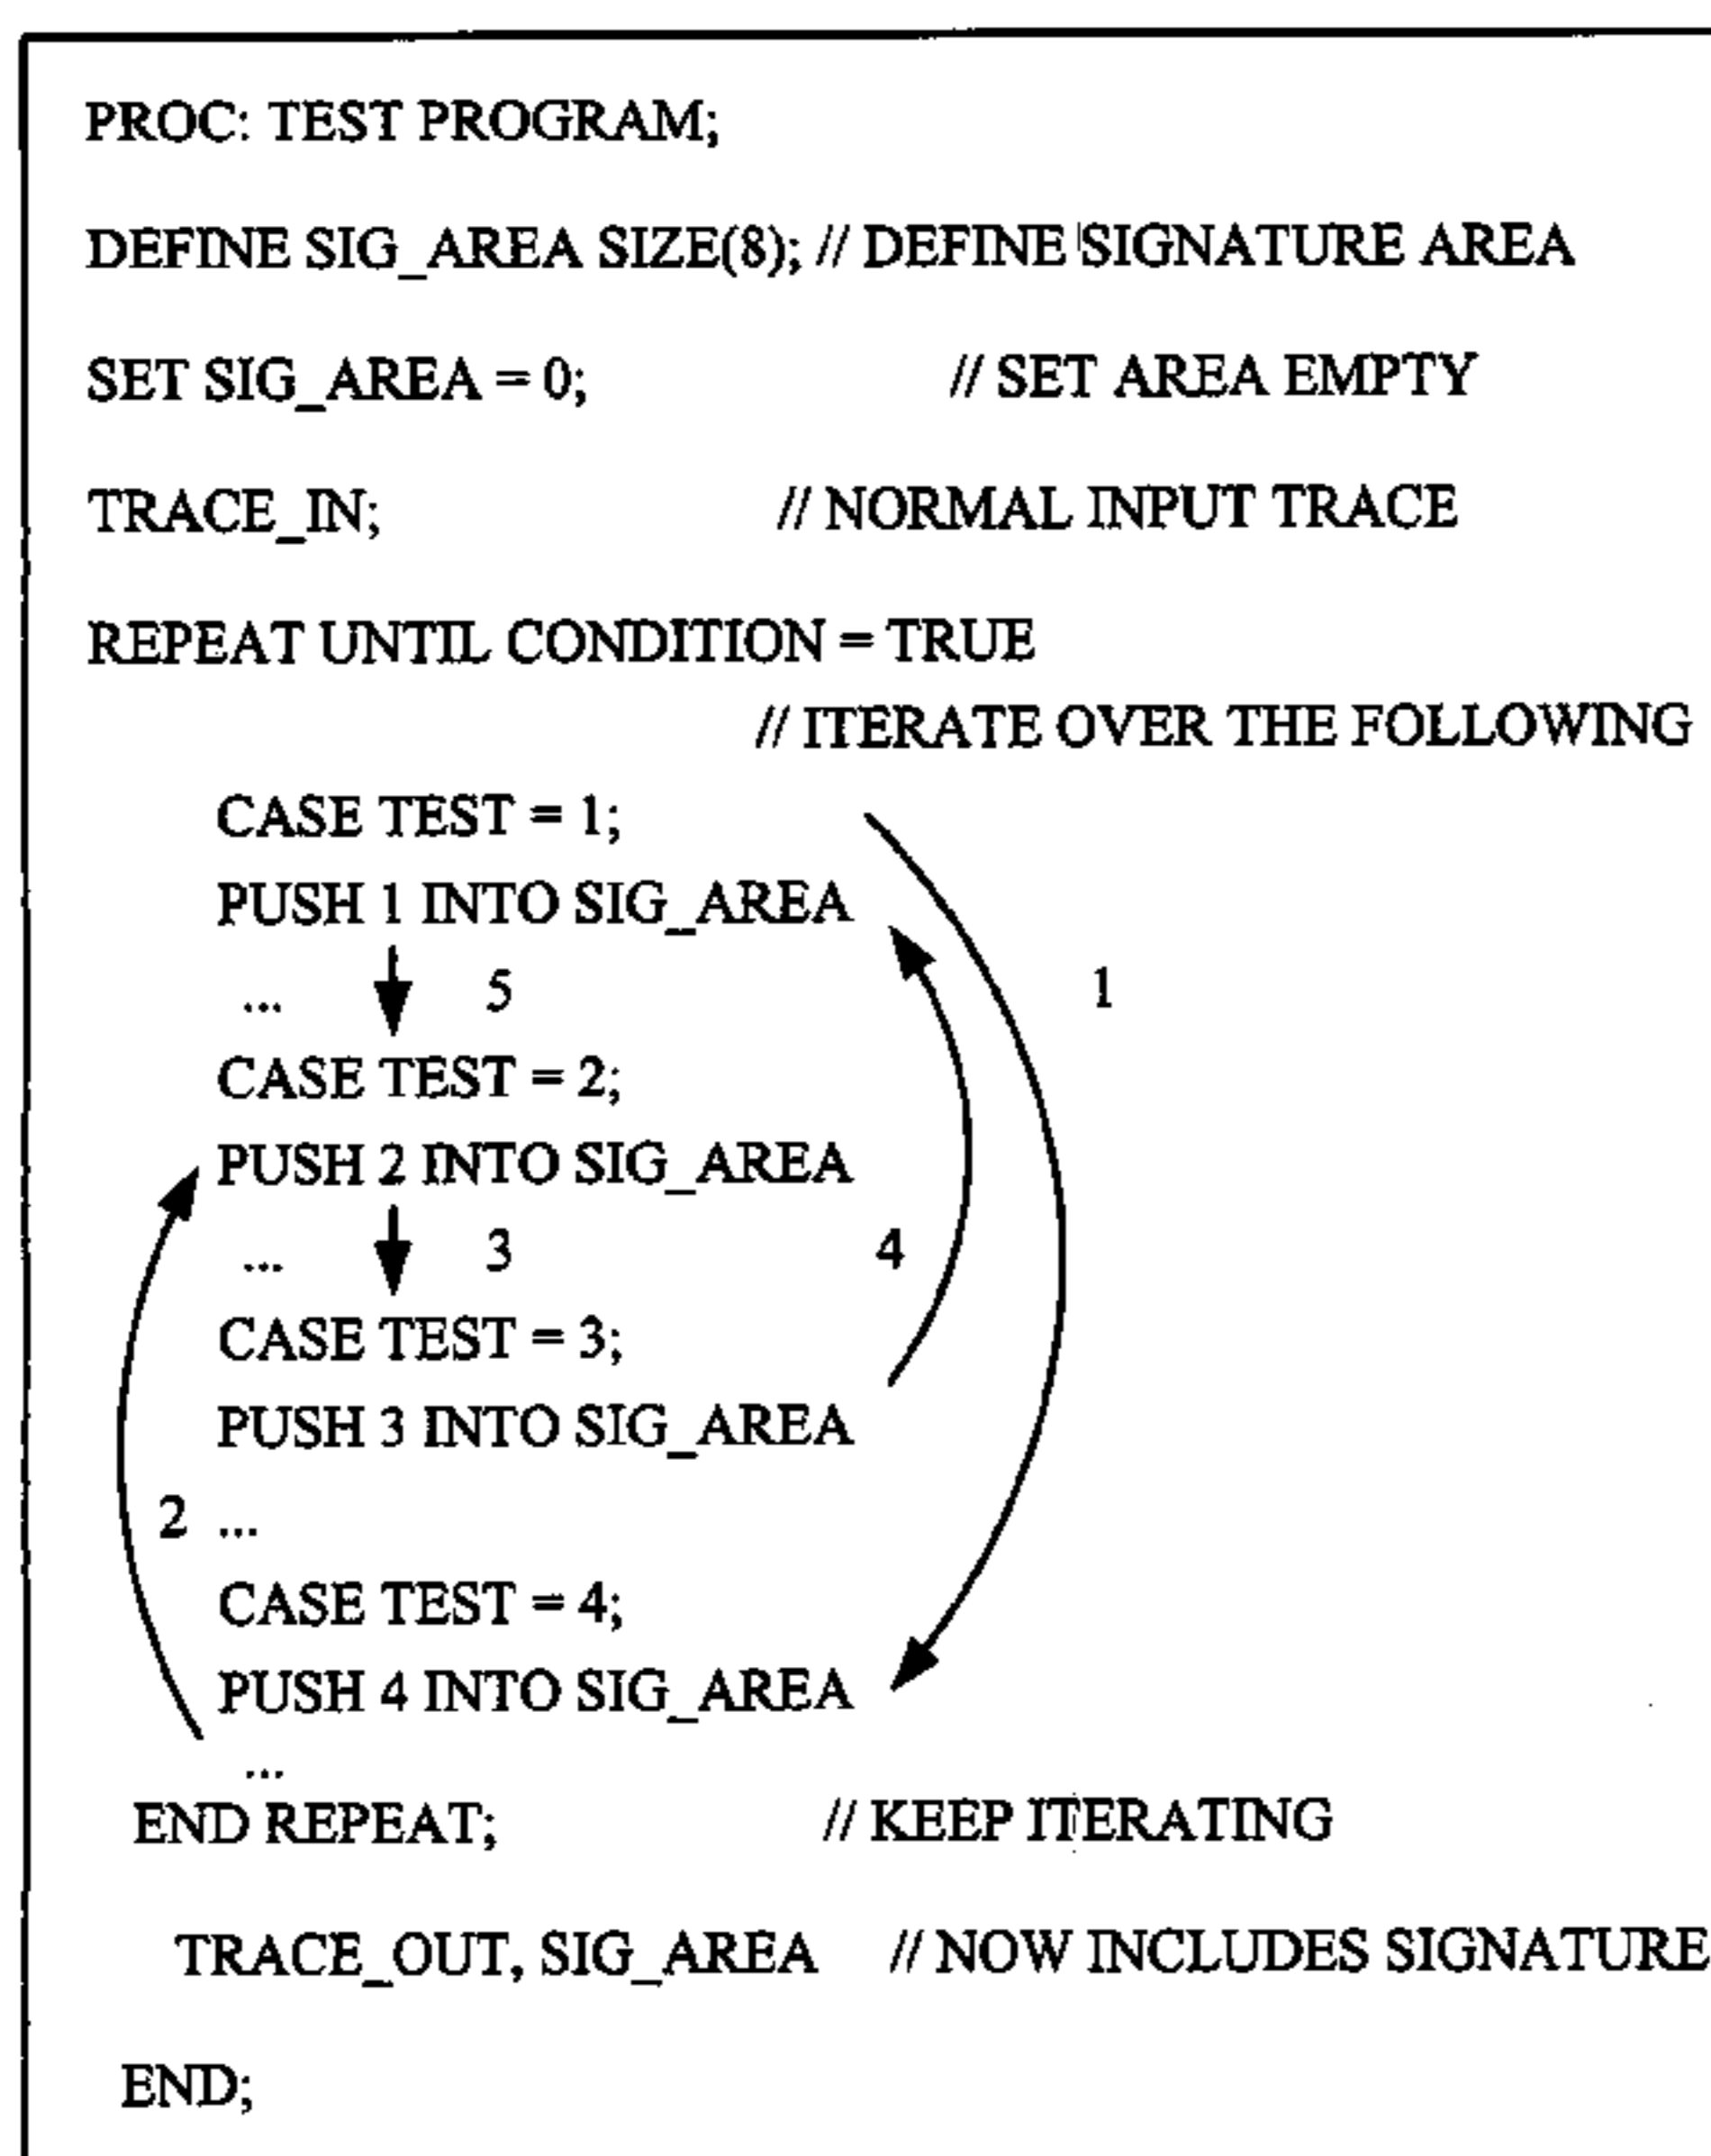 PROC: TEST PROGRAM;
DEFINE SIG_AREA SIZE(8); // DEFINE SIGNATURE AREA
SET SIG_AREA = 0; // SET AREA EMPTY
TRACE_IN; // NORMAL INPUT TRACE
REPEAT UNTIL CONDITION = TRUE
// ITERATE OVER THE FOLLOWING
CASE TEST = 1;
PUSH 1 INTO SIG_AREA
... 5 1
CASE TEST = 2;
PUSH 2 INTO SIG_AREA
... 3 4
CASE TEST = 3;
PUSH 3 INTO SIG_AREA
2 ...
CASE TEST = 4;
PUSH 4 INTO SIG_AREA
...
END REPEAT; // KEEP ITERATING
TRACE_OUT, SIG_AREA // NOW INCLUDES SIGNATURE
END;